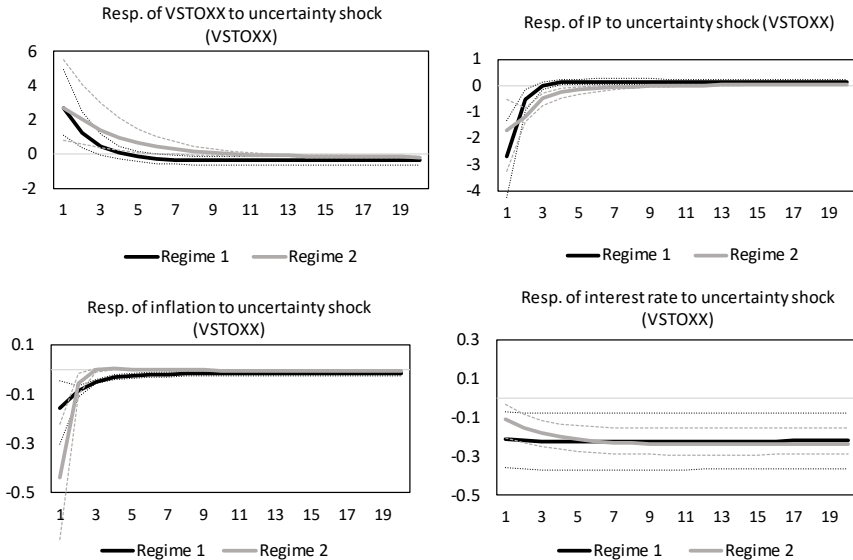 Resp. of VSTOXX to uncertainty shock
(VSTOXX)
6
4
2
0
-2
1 3 5 7 9 11 13 15 17 19
Regime 1 Regime 2
Resp. of IP to uncertainty shock (VSTOXX)
1
0
-1
-2
-3
-4
1 3 5 7 9 11 13 15 17 19
Regime 1 Regime 2
Resp. of inflation to uncertainty shock
(VSTOXX)
0.1
-0.1
-0.3
-0.5
1 3 5 7 9 11 13 15 17 19
Regime 1 Regime 2
Resp. of interest rate to uncertainty shock
(VSTOXX)
0.3
0.1
-0.1
-0.3
-0.5
1 3 5 7 9 11 13 15 17 19
Regime 1 Regime 2